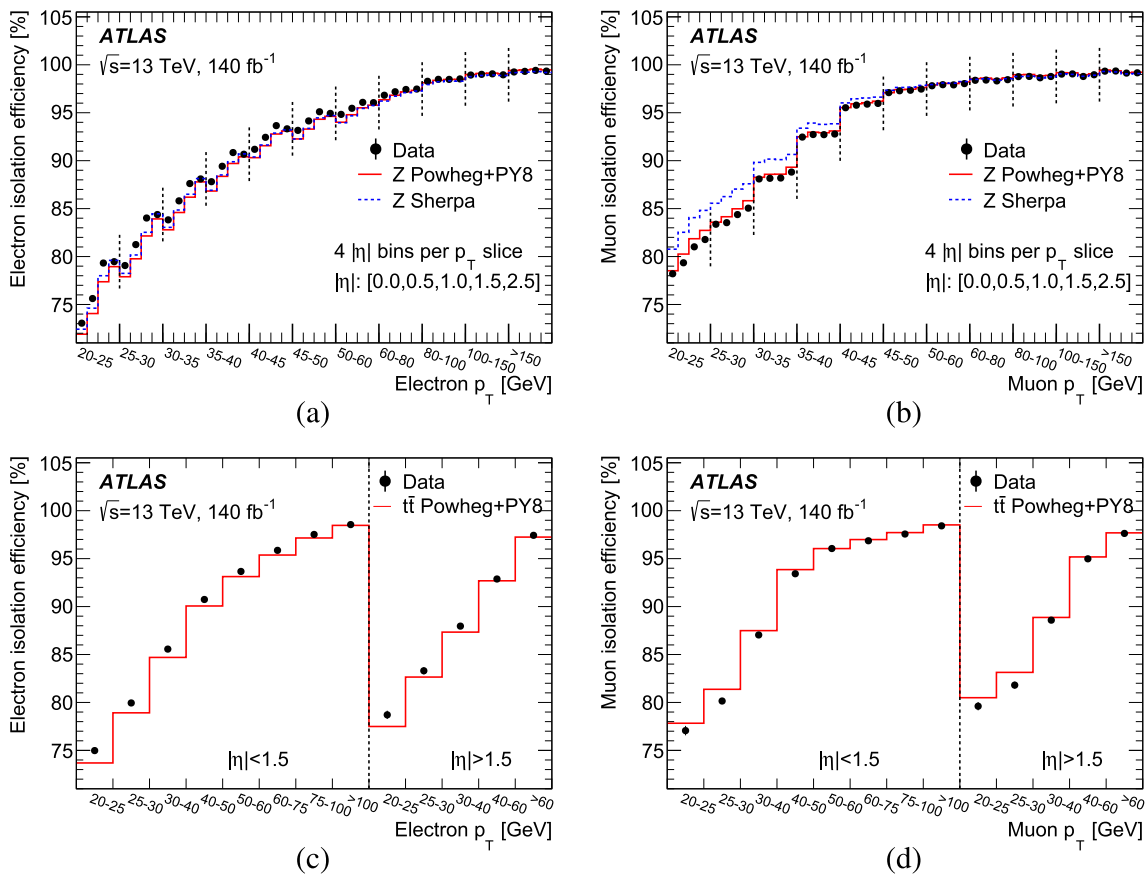 Electron isolation efficiency [%]
105
100
95
90
85
80
75
ATLAS
√s=13 TeV, 140 fb⁻¹
Data
Z Powheg+PY8
Z Sherpa
4 |η| bins per p_T slice
|η|: [0.0,0.5,1.0,1.5,2.5]
20-25 25-30 30-35 35-40 40-45 45-50 50-60 60-80 80-100 100-150 >150
Electron p_T [GeV]
(a)
Muon isolation efficiency [%]
105
100
95
90
85
80
75
ATLAS
√s=13 TeV, 140 fb⁻¹
Data
Z Powheg+PY8
Z Sherpa
4 |η| bins per p_T slice
|η|: [0.0,0.5,1.0,1.5,2.5]
20-25 25-30 30-35 35-40 40-45 45-50 50-60 60-80 80-100 100-150 >150
Muon p_T [GeV]
(b)
Electron isolation efficiency [%]
105
100
95
90
85
80
75
ATLAS
√s=13 TeV, 140 fb⁻¹
Data
tt̄ Powheg+PY8
|η|<1.5
|η|>1.5
20-25 25-30 30-40 40-50 50-60 60-75 75-100 >100 20-25 25-30 30-40 40-60 >60
Electron p_T [GeV]
(c)
Muon isolation efficiency [%]
105
100
95
90
85
80
75
ATLAS
√s=13 TeV, 140 fb⁻¹
Data
tt̄ Powheg+PY8
|η|<1.5
|η|>1.5
20-25 25-30 30-40 40-50 50-60 60-75 75-100 >100 20-25 25-30 30-40 40-60 >60
Muon p_T [GeV]
(d)